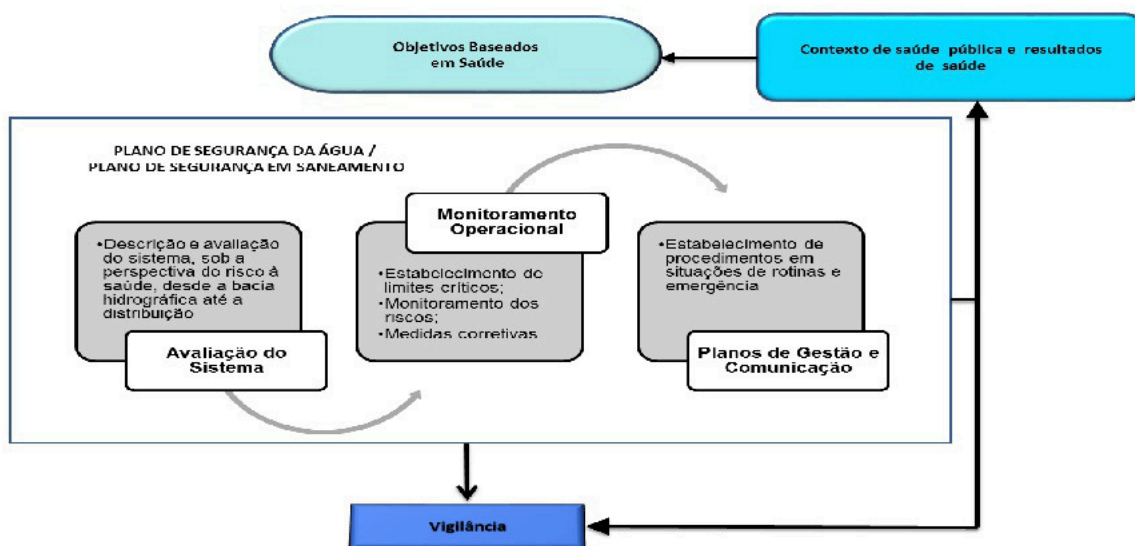 Objetivos Baseados
em Saúde
Contexto de saúde pública e resultados
de saúde
PLANO DE SEGURANÇA DA ÁGUA /
PLANO DE SEGURANÇA EM SANEAMENTO
•Descrição e avaliação
do sistema, sob a
perspectiva do risco à
saúde, desde a bacia
hidrográfica até a
distribuição
Avaliação do
Sistema
Monitoramento
Operacional
•Estabelecimento de
limites críticos;
•Monitoramento dos
riscos;
•Medidas corretivas
•Estabelecimento de
procedimentos em
situações de rotinas e
emergência
Planos de Gestão e
Comunicação
Vigilância